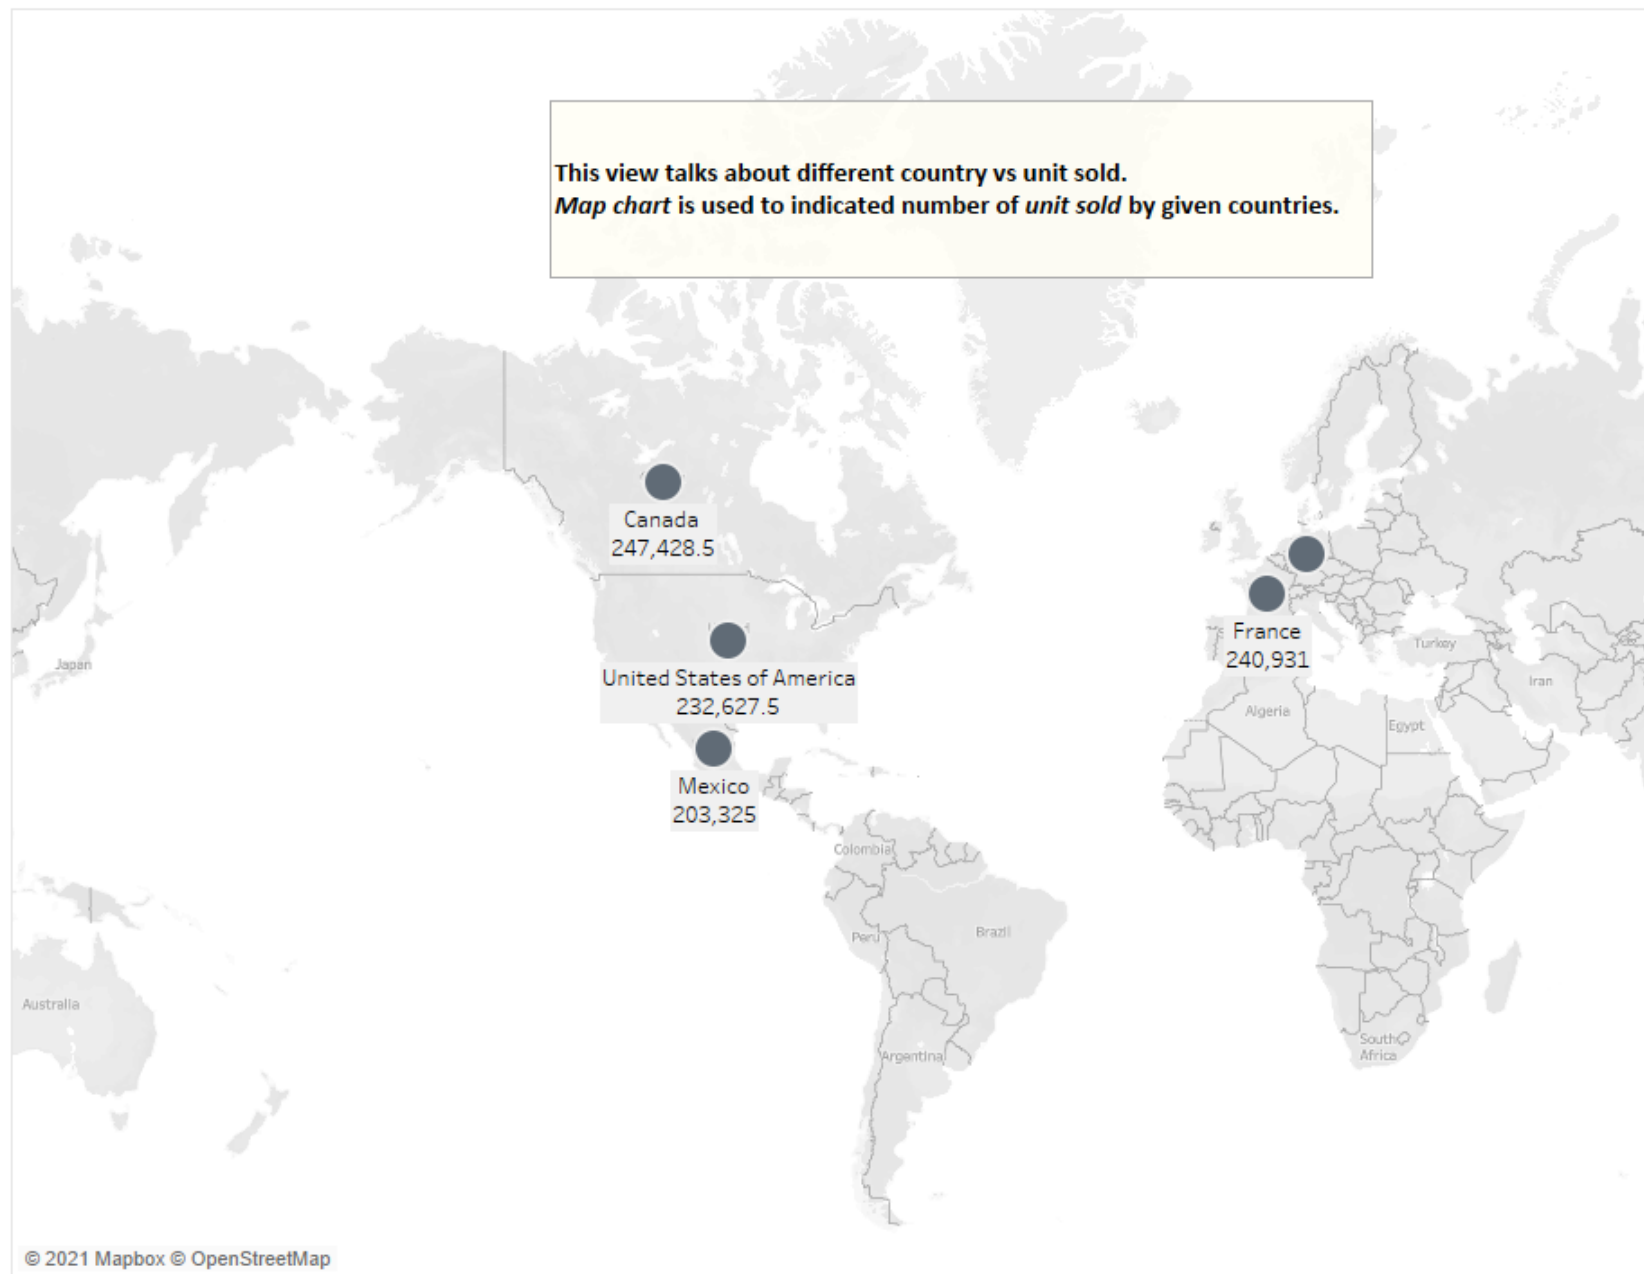 This view talks about different country vs unit sold.
Map chart is used to indicated number of unit sold by given countries.
Canada
247,428.5
United States of America
232,627.5
Mexico
203,325
France
240,931
Japan
Turkey
Iran
Algeria
Egypt
Colombia
Peru
Brazil
Australia
Argentina
South
Africa
© 2021 Mapbox © OpenStreetMap